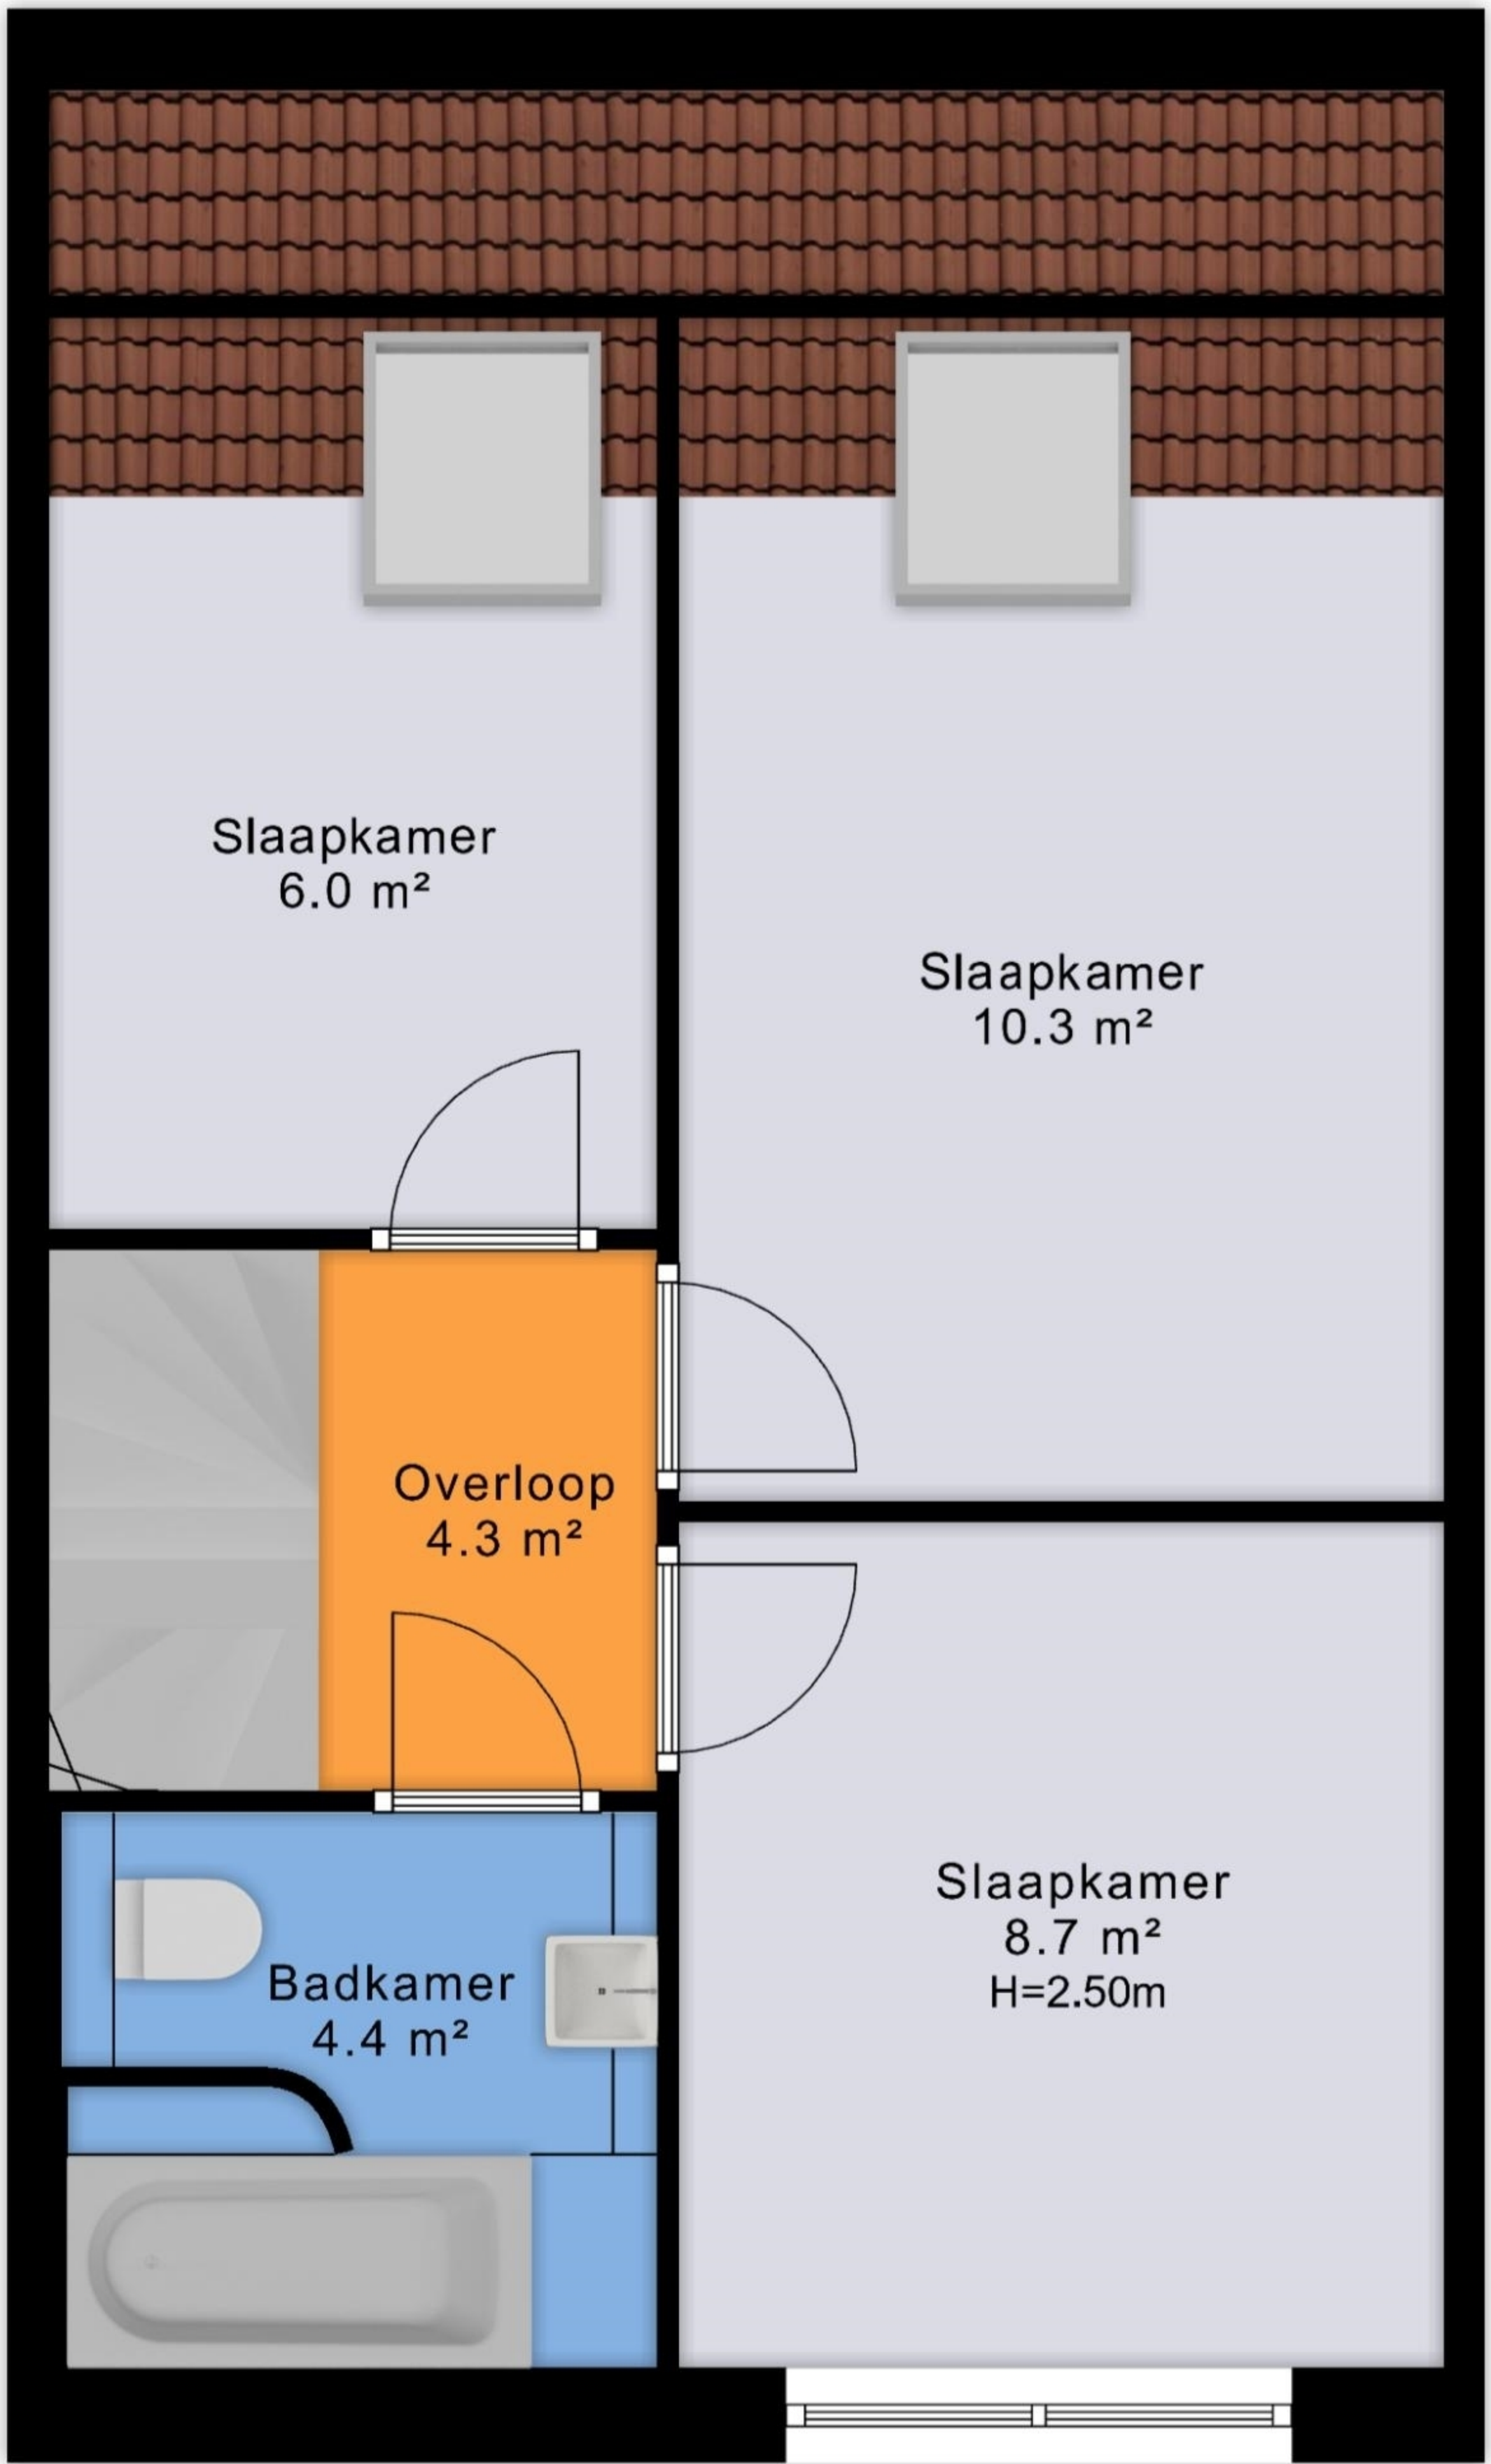 Slaapkamer
6.0 m²
Slaapkamer
10.3 m²
Overloop
4.3 m²
Slaapkamer
8.7 m²
H=2.50m
Badkamer
4.4 m²